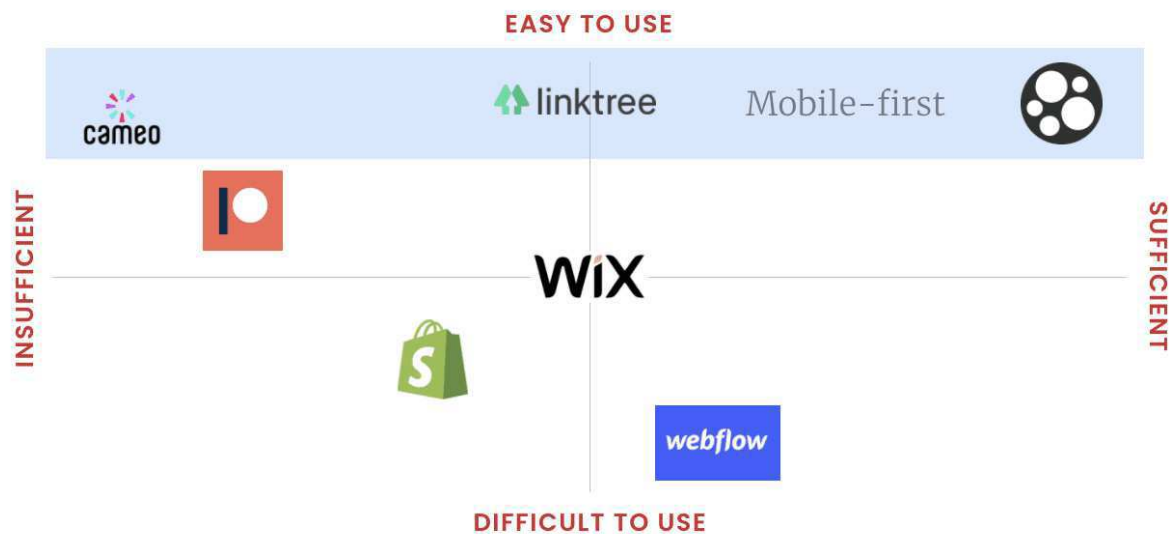 EASY TO USE
cameo
linktree
Mobile-first
INSUFFICIENT
SUFFICIENT
WiX
S
webflow
DIFFICULT TO USE